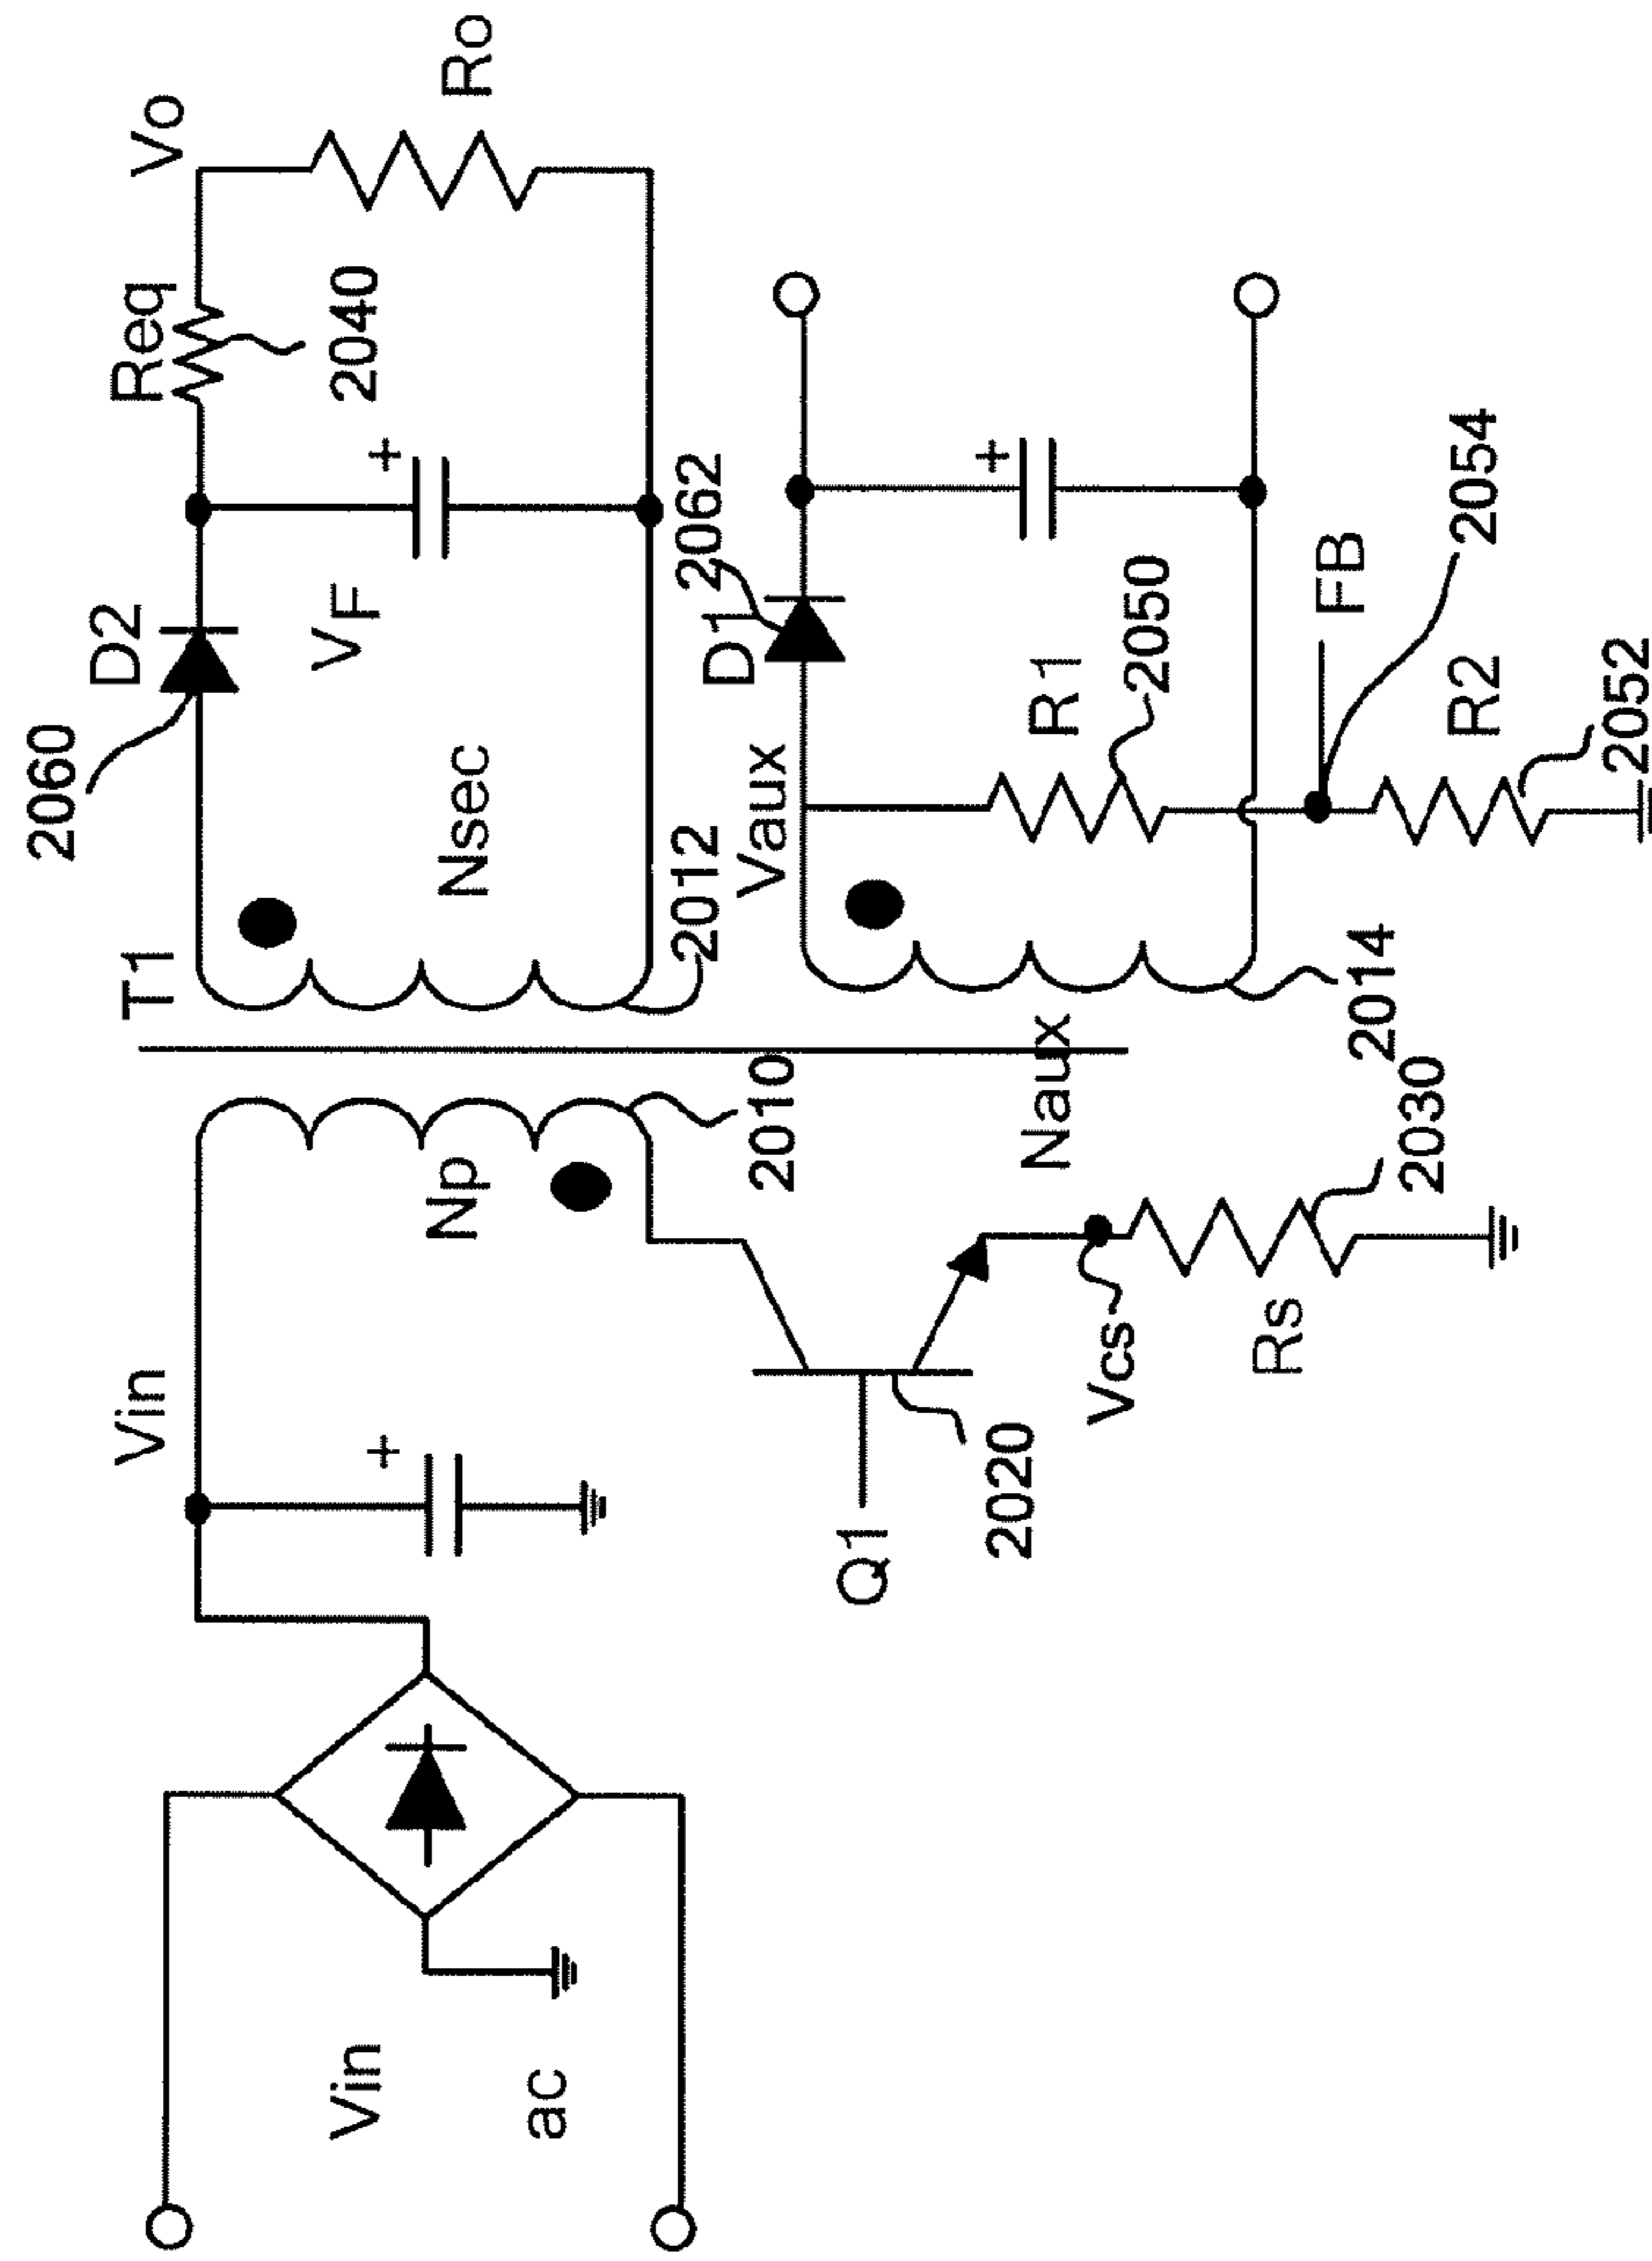 2060
D2
Req
Vo
T1
2040
VF
Ro
Nsec
2012
2062
D1
Vaux
R1
2050
FB
2054
R2
2052
2014
Naux
2010
Np
Vin
Q1
2020
Vcs
Rs
2030
Vin
ac
+
+
+